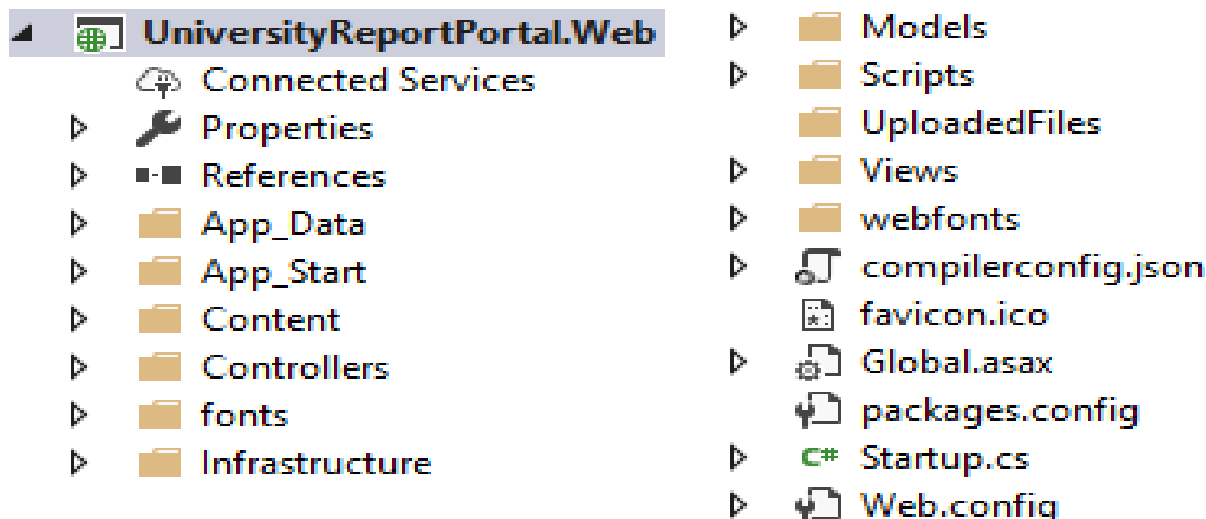 UniversityReportPortal.Web
Connected Services
Properties
References
App_Data
App_Start
Content
Controllers
fonts
Infrastructure
Models
Scripts
UploadedFiles
Views
webfonts
compilerconfig.json
favicon.ico
Global.asax
packages.config
C# Startup.cs
Web.config